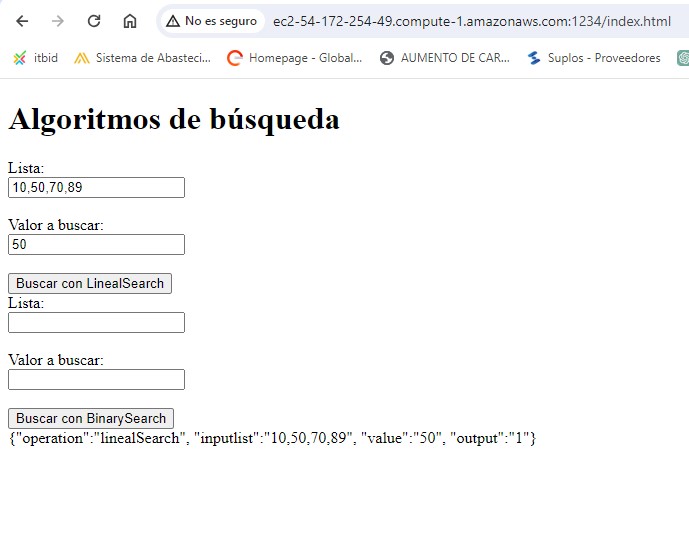 No es seguro ec2-54-172-254-49.compute-1.amazonaws.com:1234/index.html
itbid Sistema de Abasteci... Homepage - Global... AUMENTO DE CAR... Suplos - Proveedores
Algoritmos de búsqueda
Lista:
10,50,70,89
Valor a buscar:
50
Buscar con LinealSearch
Lista:
Valor a buscar:
Buscar con BinarySearch
{"operation":"linealSearch", "inputlist":"10,50,70,89", "value":"50", "output":"1"}